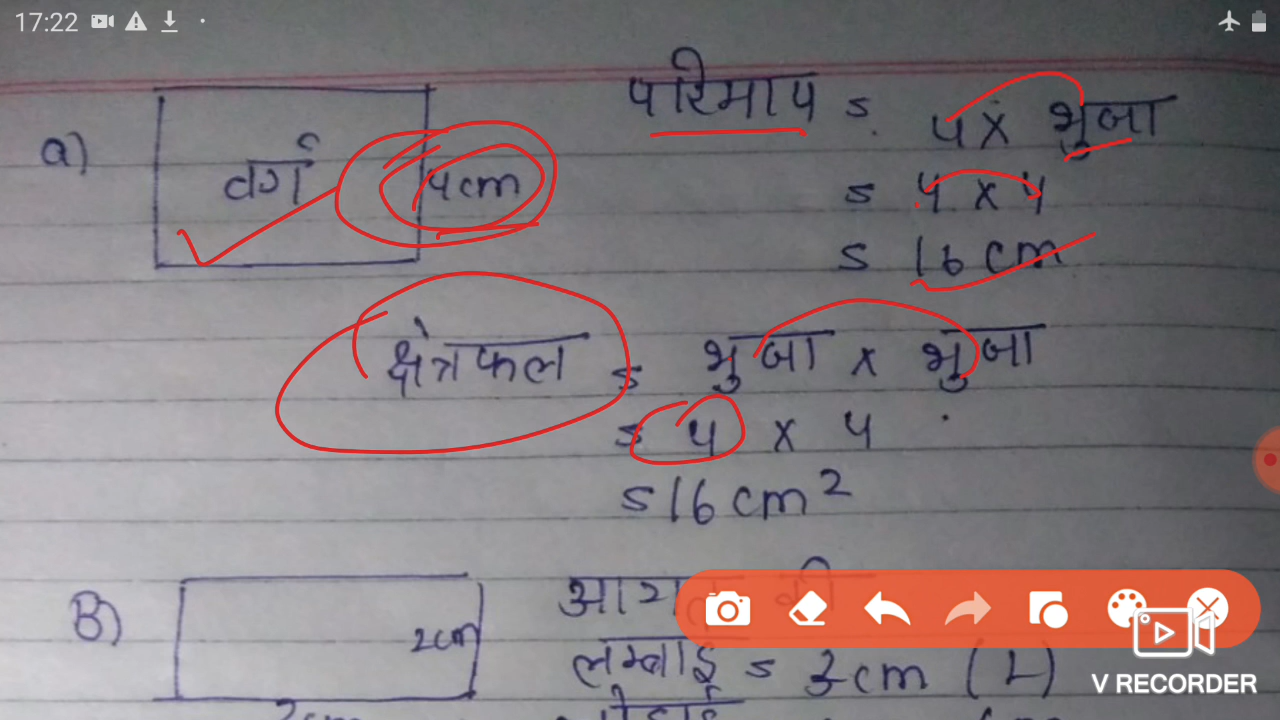 17:22
परिमाप = 4 × भुजा
a) वर्ग 4cm = 4 × 4
= 16 cm
क्षेत्रफल = भुजा × भुजा
= 4 × 4
= 16 cm²
B) 2cm
लम्बाई = 3cm (L)
V RECORDER